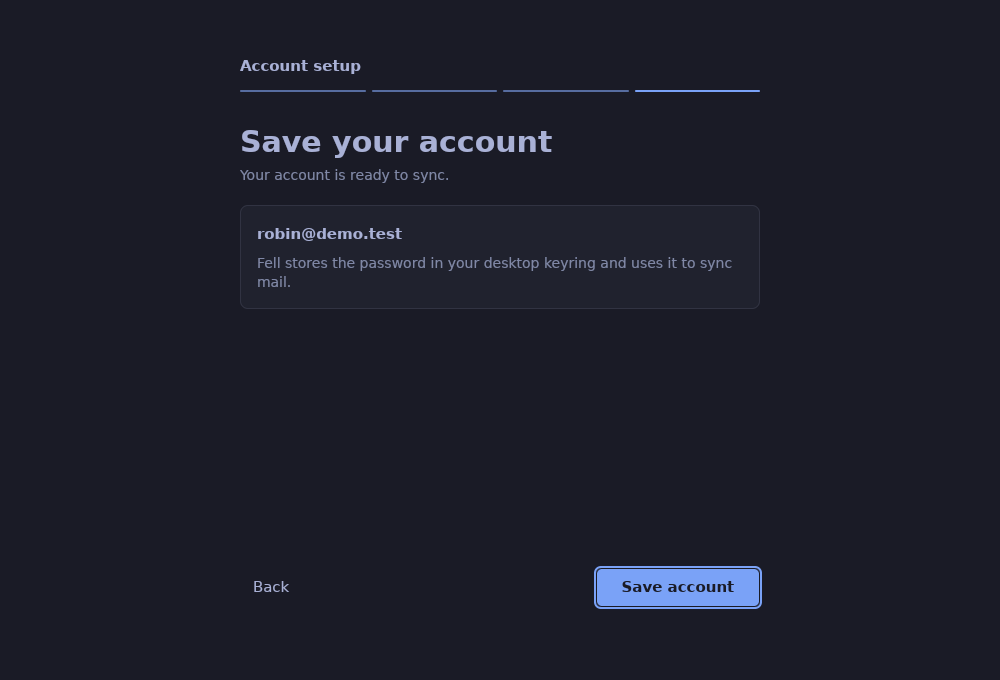 Account setup
Save your account
Your account is ready to sync.
robin@demo.test
Fell stores the password in your desktop keyring and uses it to sync
mail.
Back
Save account